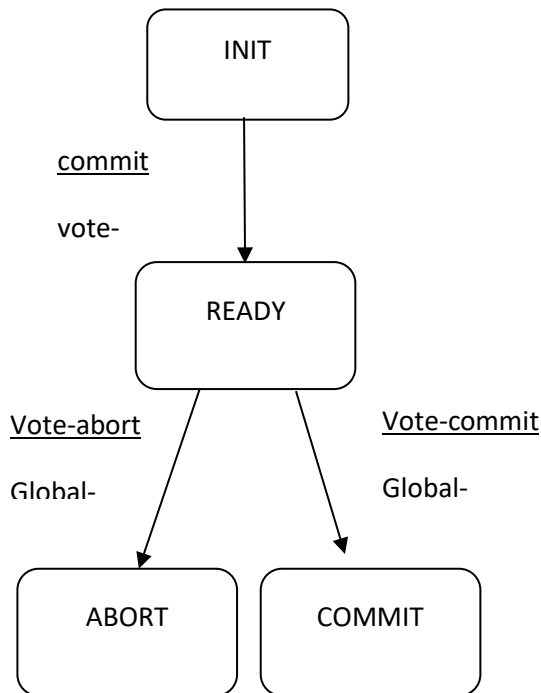 INIT
commit
vote-
READY
Vote-abort
Global-
Vote-commit
Global-
ABORT
COMMIT